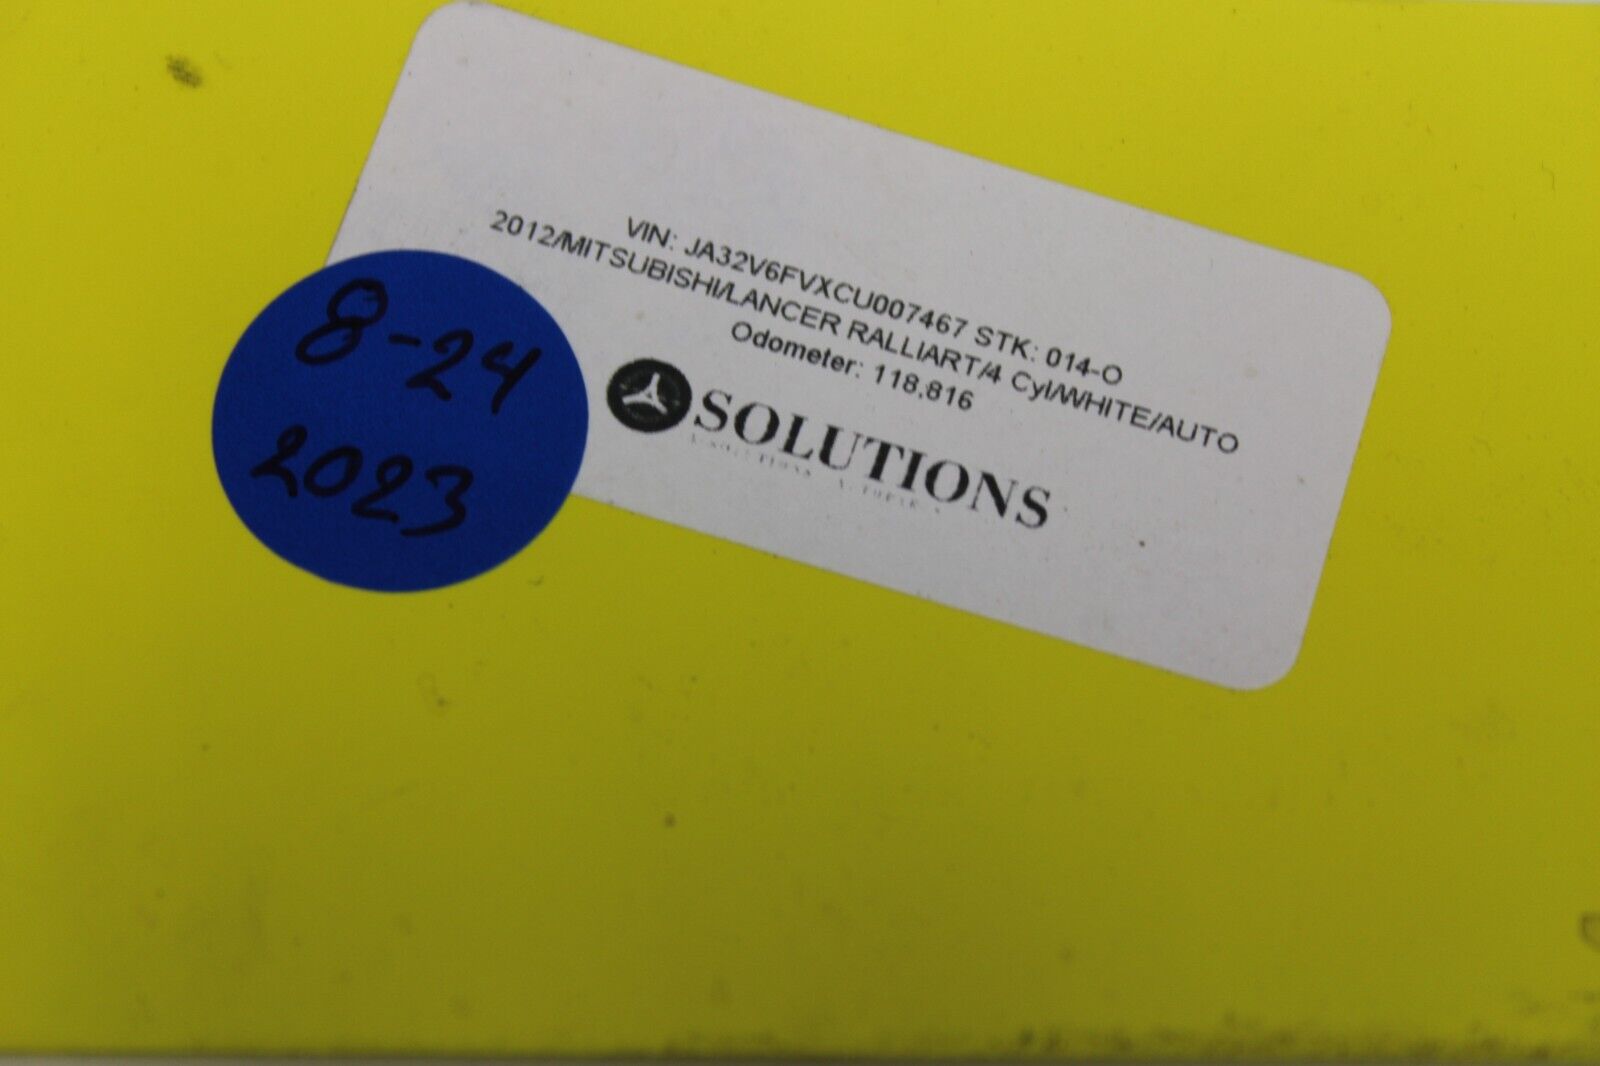 VIN: JA32V6FVXCU007467 STK: 014-O
2012/MITSUBISHI/LANCER RALLIART/4 Cyl/WHITE/AUTO
Odometer: 118,816
SOLUTIONS
8-24
2023